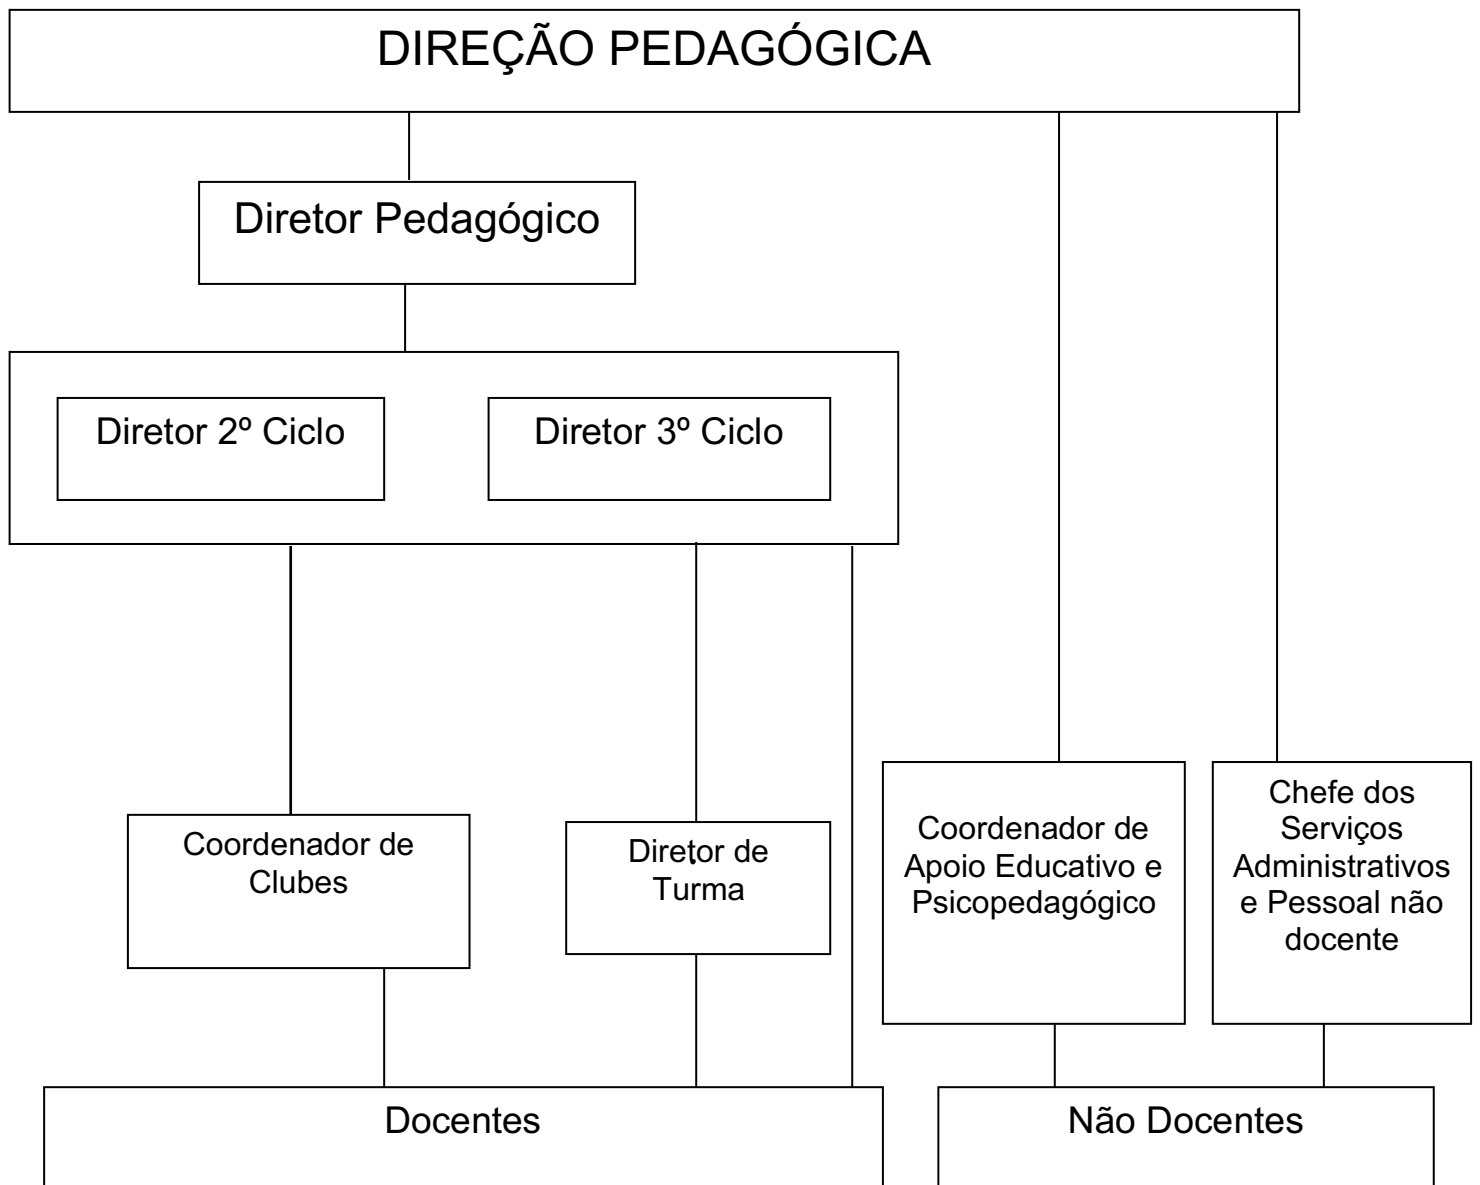 DIREÇÃO PEDAGÓGICA
Diretor Pedagógico
Diretor 2º Ciclo
Diretor 3º Ciclo
Coordenador de
Clubes
Diretor de
Turma
Coordenador de
Apoio Educativo e
Psicopedagógico
Chefe dos
Serviços
Administrativos
e Pessoal não
docente
Docentes
Não Docentes